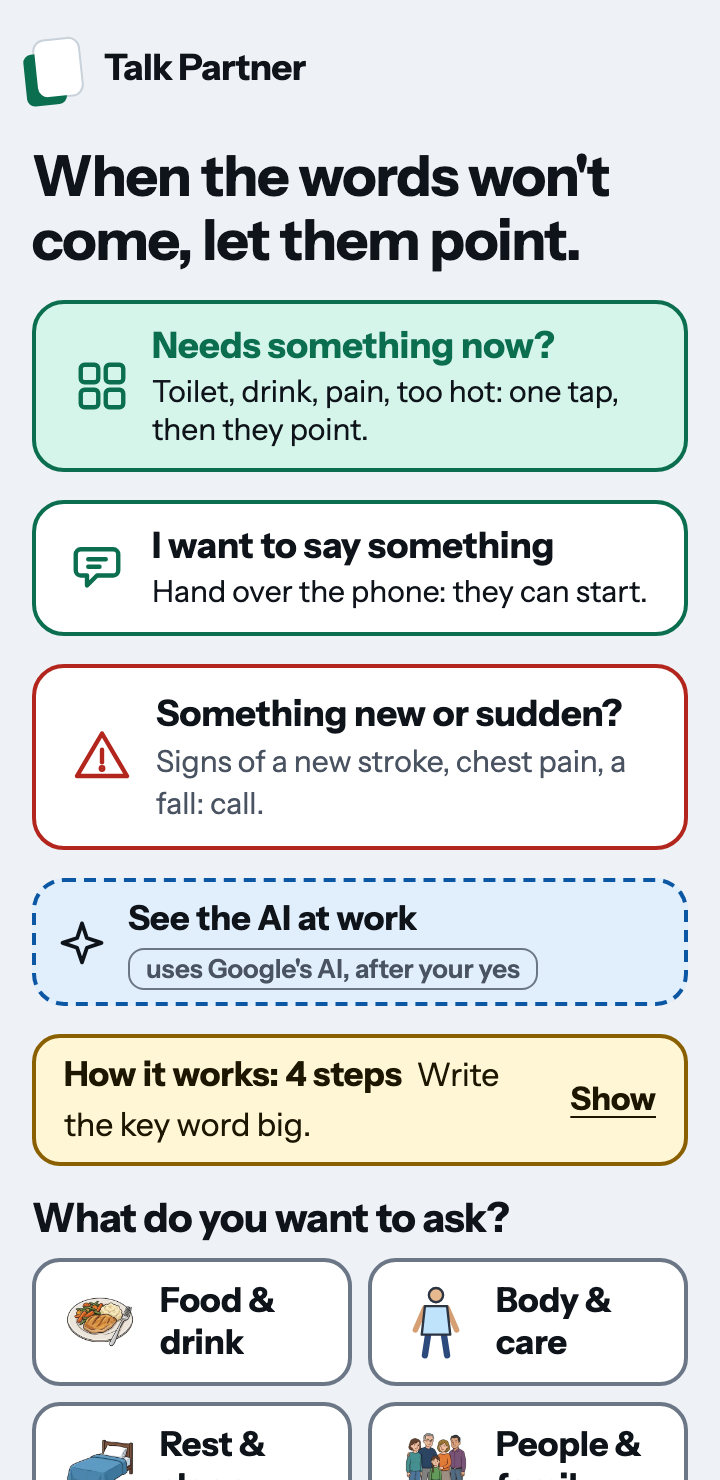 Talk Partner
When the words won't
come, let them point.
Needs something now?
Toilet, drink, pain, too hot: one tap,
then they point.
I want to say something
Hand over the phone: they can start.
Something new or sudden?
Signs of a new stroke, chest pain, a
fall: call.
See the AI at work
uses Google's AI, after your yes
How it works: 4 steps Write
the key word big.
Show
What do you want to ask?
Food &
drink
Body &
care
Rest &
People &